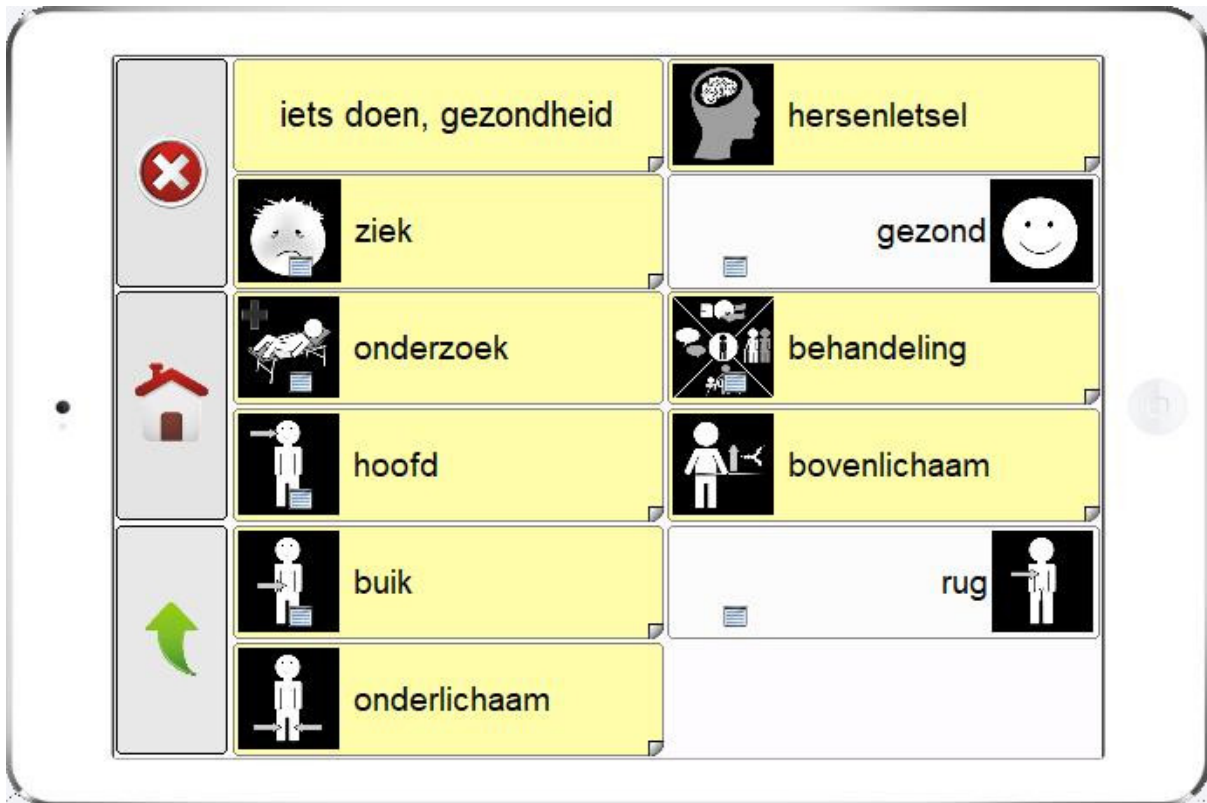 iets doen, gezondheid
hersenletsel
ziek
gezond
onderzoek
behandeling
hoofd
bovenlichaam
buik
rug
onderlichaam